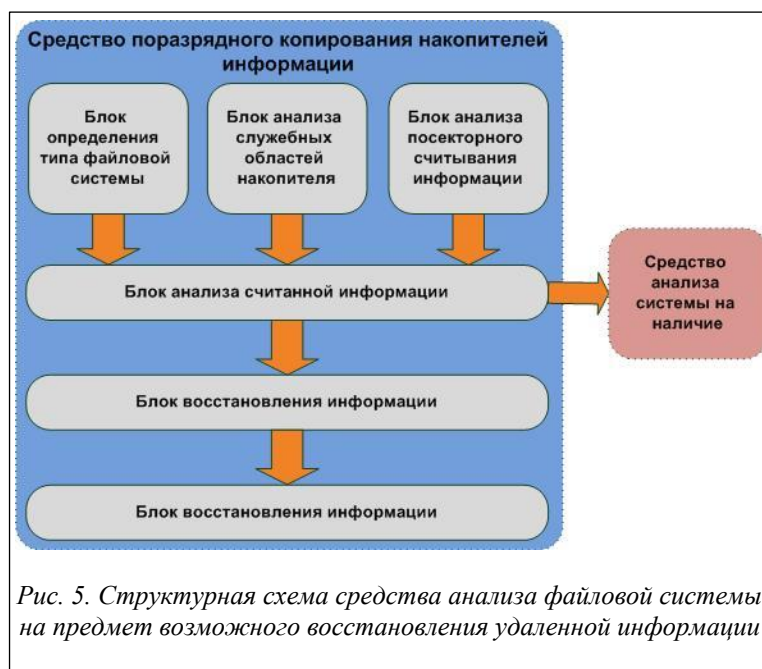 Средство поразрядного копирования накопителей
информации
Блок
определения
типа файловой
системы
Блок анализа
служебных
областей
накопителя
Блок анализа
посекторного
считывания
информации
Блок анализа считанной информации
Средство
анализа
системы на
наличие
Блок восстановления информации
Блок восстановления информации
Рис. 5. Структурная схема средства анализа файловой системы
на предмет возможного восстановления удаленной информации